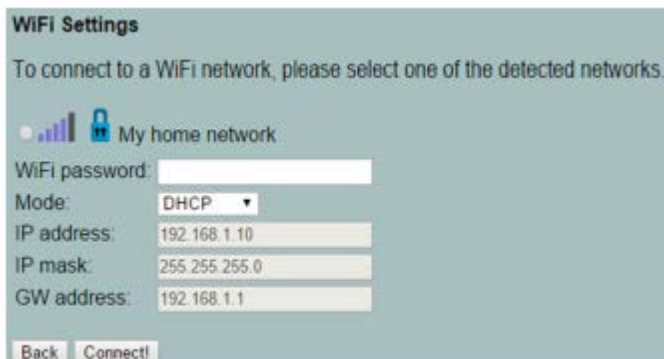 WiFi Settings
To connect to a WiFi network, please select one of the detected networks.
My home network
WiFi password:
Mode: DHCP
IP address: 192.168.1.10
IP mask: 255.255.255.0
GW address: 192.168.1.1
Back Connect!